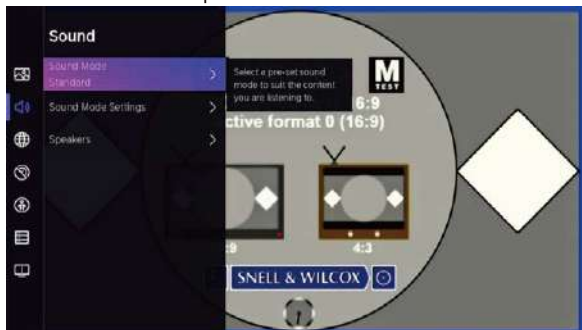 Sound
Sound Mode
Standard
Sound Mode Settings
Speakers
Select a pre-set sound
mode to suit the content
you are listening to.
M
TEST
6:9
ctive format 0 (16:9)
:9
4:3
SNELL & WILCOX